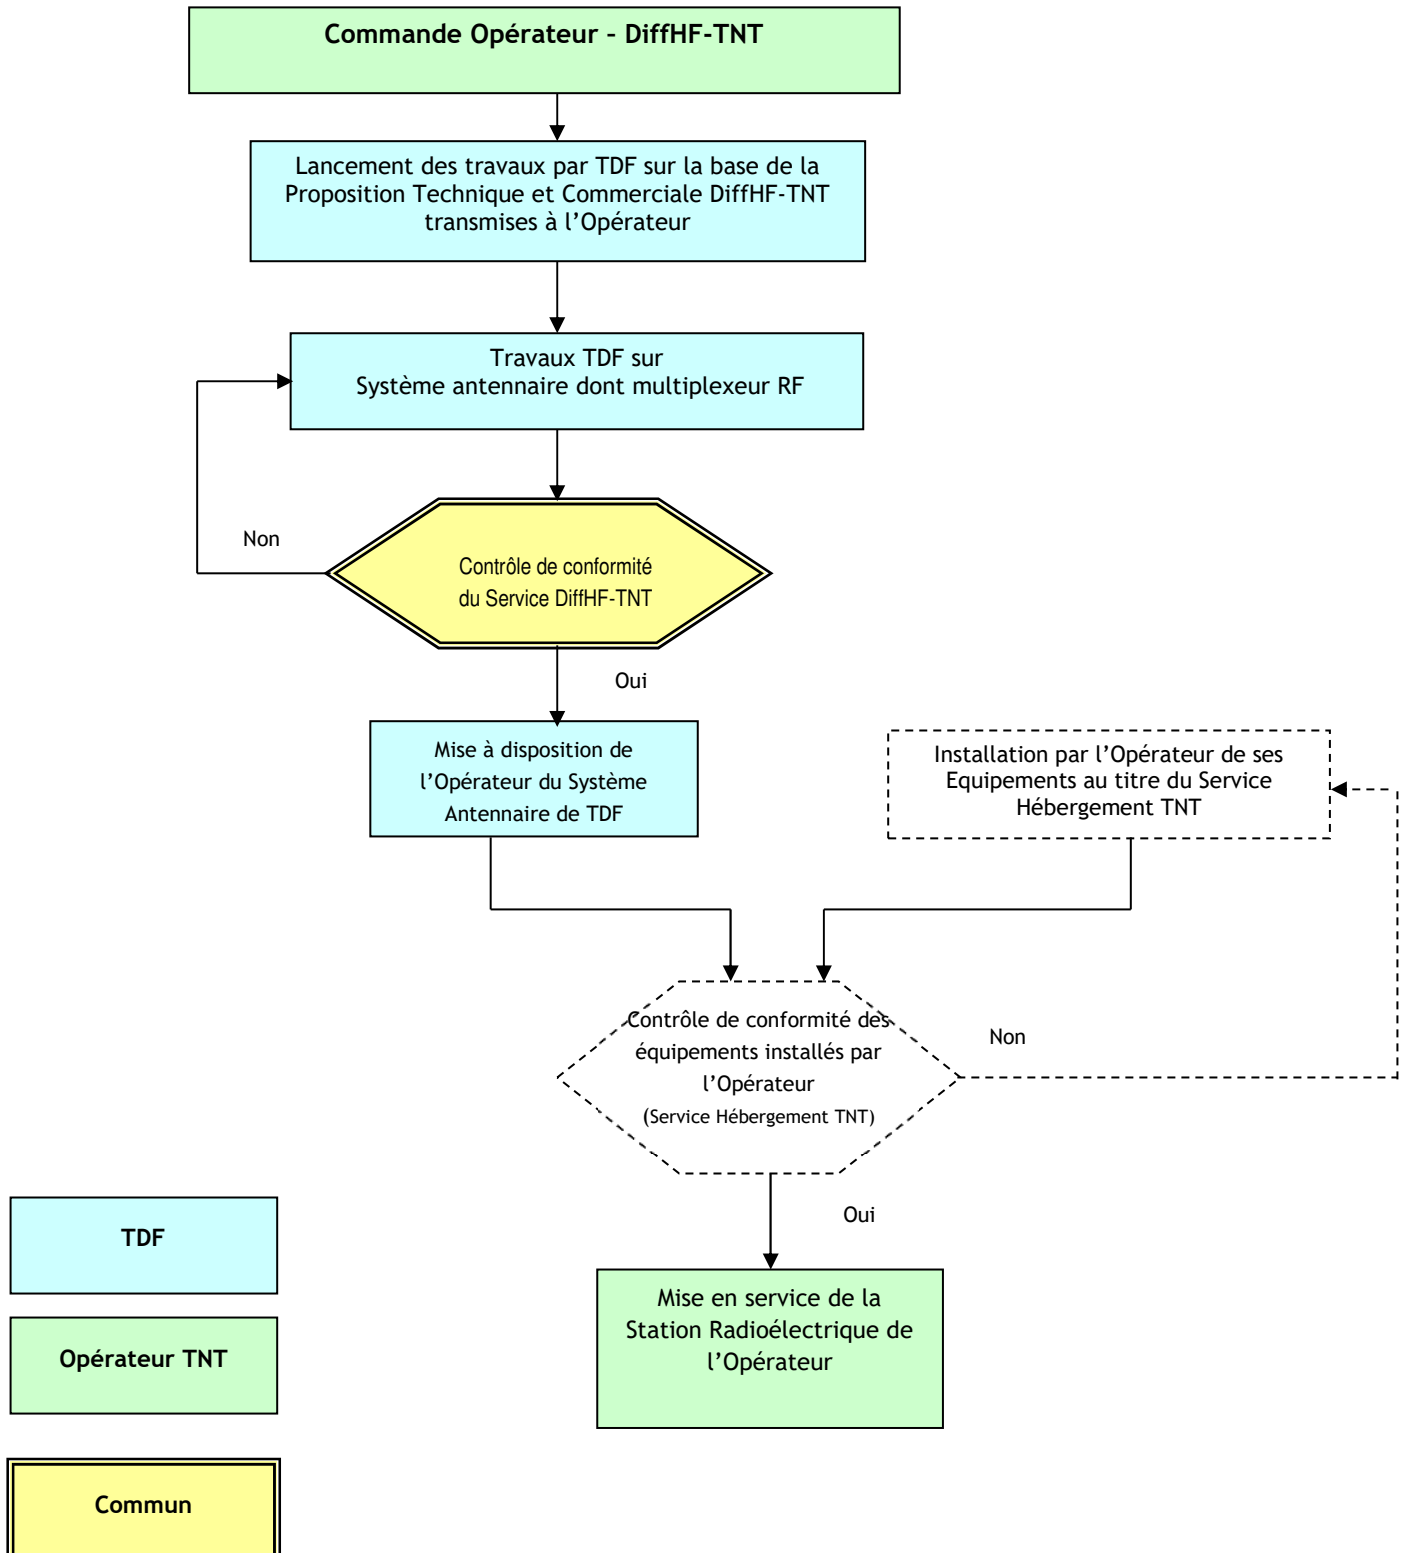 Commande Opérateur – DiffHF-TNT
Lancement des travaux par TDF sur la base de la
Proposition Technique et Commerciale DiffHF-TNT
transmises à l’Opérateur
Travaux TDF sur
Système antennaire dont multiplexeur RF
Non
Contrôle de conformité
du Service DiffHF-TNT
Oui
Mise à disposition de
l’Opérateur du Système
Antennaire de TDF
Installation par l’Opérateur de ses
Equipements au titre du Service
Hébergement TNT
Contrôle de conformité des
équipements installés par
l’Opérateur
(Service Hébergement TNT)
Non
Oui
Mise en service de la
Station Radioélectrique de
l’Opérateur
TDF
Opérateur TNT
Commun